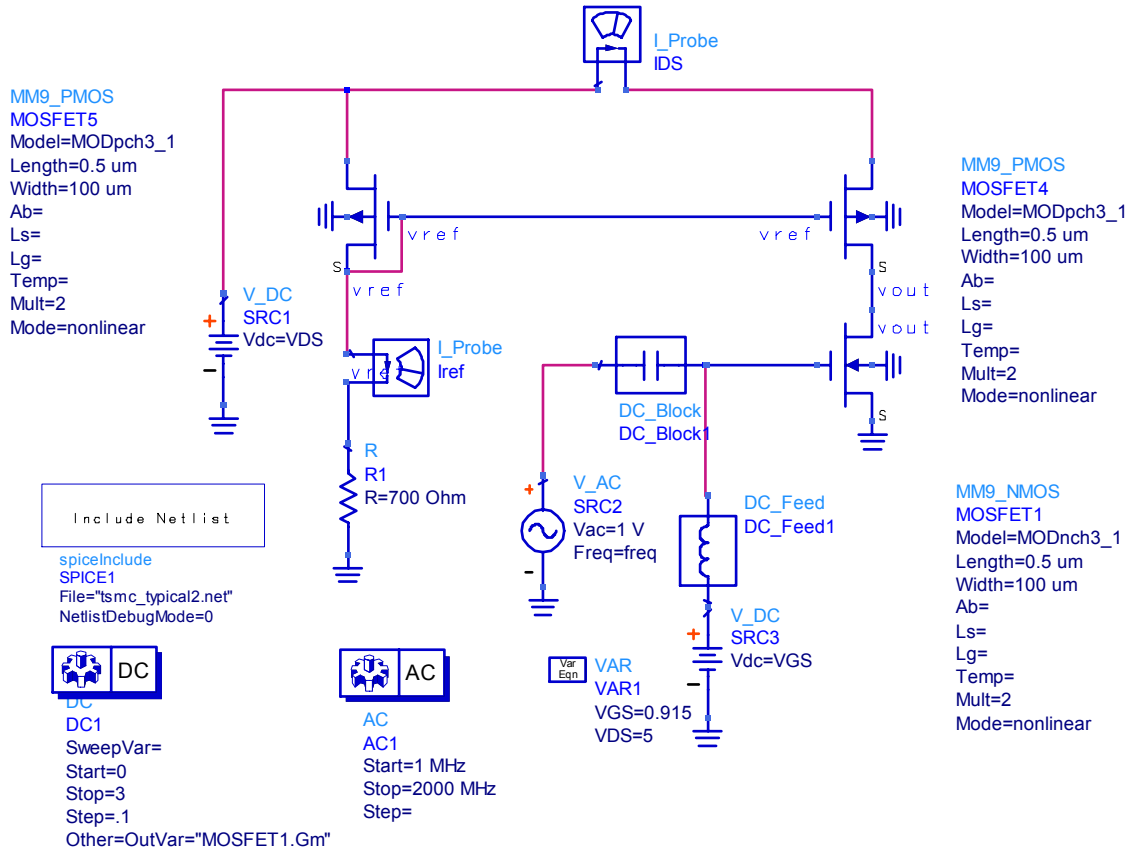 I_Probe
IDS
MM9_PMOS
MOSFET5
Model=MODpch3_1
Length=0.5 um
Width=100 um
Ab=
Ls=
Lg=
Temp=
Mult=2
Mode=nonlinear
MM9_PMOS
MOSFET4
Model=MODpch3_1
Length=0.5 um
Width=100 um
Ab=
Ls=
Lg=
Temp=
Mult=2
Mode=nonlinear
vref
vref
S
vref
S
vout
vout
S
V_DC
SRC1
Vdc=VDS
+
-
I_Probe
Iref
R
R1
R=700 Ohm
DC_Block
DC_Block1
V_AC
SRC2
Vac=1 V
Freq=freq
+
-
DC_Feed
DC_Feed1
V_DC
SRC3
Vdc=VGS
+
-
MM9_NMOS
MOSFET1
Model=MODnch3_1
Length=0.5 um
Width=100 um
Ab=
Ls=
Lg=
Temp=
Mult=2
Mode=nonlinear
Include Netlist
spiceInclude
SPICE1
File="tsmc_typical2.net"
NetlistDebugMode=0
DC
DC
DC1
SweepVar=
Start=0
Stop=3
Step=.1
Other=OutVar="MOSFET1.Gm"
AC
AC
AC1
Start=1 MHz
Stop=2000 MHz
Step=
Var
Eqn
VAR
VAR1
VGS=0.915
VDS=5